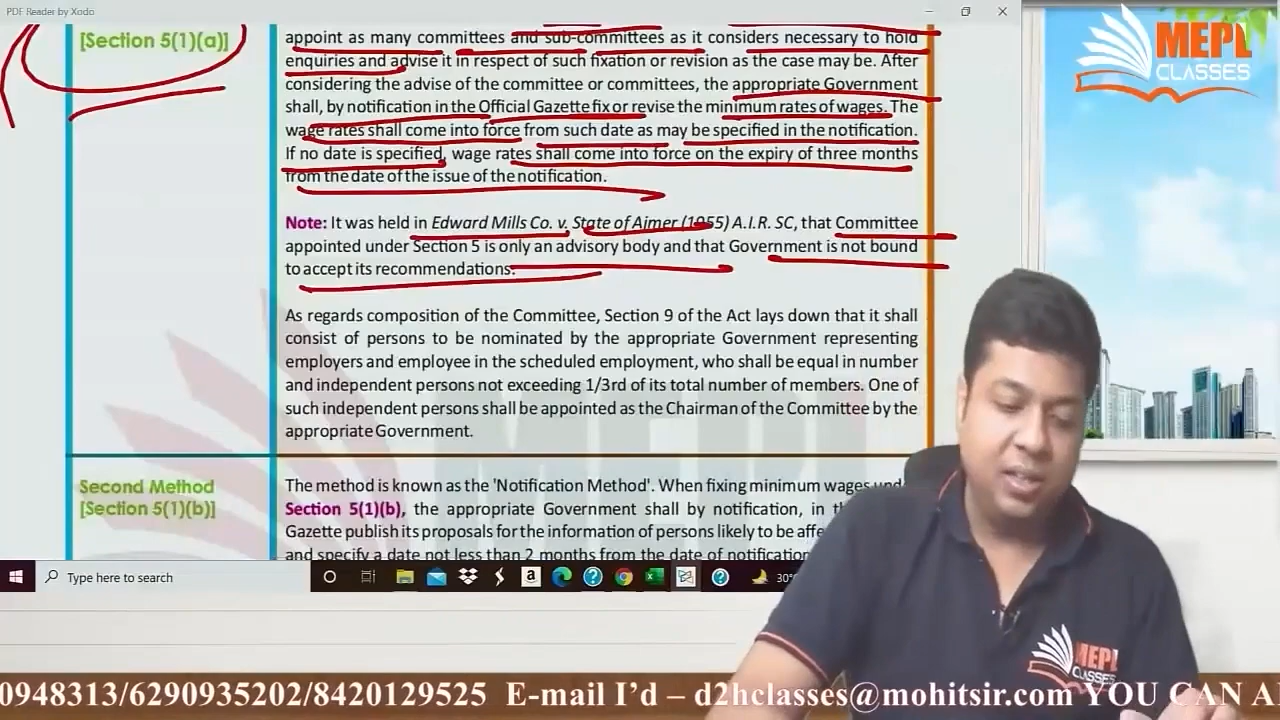 PDF Reader by Xodo
[Section 5(1)(a)]
appoint as many committees and sub-committees as it considers necessary to hold
enquiries and advise it in respect of such fixation or revision as the case may be. After
considering the advise of the committee or committees, the appropriate Government
shall, by notification in the Official Gazette fix or revise the minimum rates of wages. The
wage rates shall come into force from such date as may be specified in the notification.
If no date is specified, wage rates shall come into force on the expiry of three months
from the date of the issue of the notification.
Note: It was held in Edward Mills Co. v. State of Ajmer (1955) A.I.R. SC, that Committee
appointed under Section 5 is only an advisory body and that Government is not bound
to accept its recommendations.
As regards composition of the Committee, Section 9 of the Act lays down that it shall
consist of persons to be nominated by the appropriate Government representing
employers and employee in the scheduled employment, who shall be equal in number
and independent persons not exceeding 1/3rd of its total number of members. One of
such independent persons shall be appointed as the Chairman of the Committee by the
appropriate Government.
Second Method
[Section 5(1)(b)]
The method is known as the 'Notification Method'. When fixing minimum wages
Section 5(1)(b), the appropriate Government shall by notification, in
Gazette publish its proposals for the information of persons likely to be
and specify a date not less than 2 months from the date of notification
Type here to search
30°
MEPL
CLASSES
MEPL
CLASSES
0948313/6290935202/8420129525 E-mail I'd – d2hclasses@mohitsir.com YOU CAN